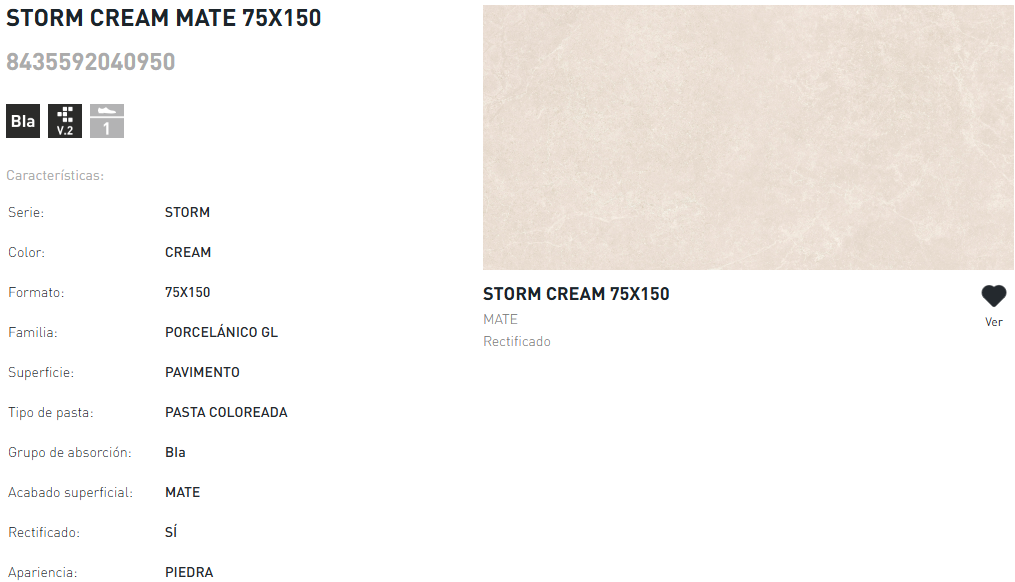 STORM CREAM MATE 75X150
8435592040950
BIa
V.2
1
Características:
Serie: STORM
Color: CREAM
Formato: 75X150
Familia: PORCELÁNICO GL
Superficie: PAVIMENTO
Tipo de pasta: PASTA COLOREADA
Grupo de absorción: BIa
Acabado superficial: MATE
Rectificado: SÍ
Apariencia: PIEDRA
STORM CREAM 75X150
MATE
Rectificado
Ver